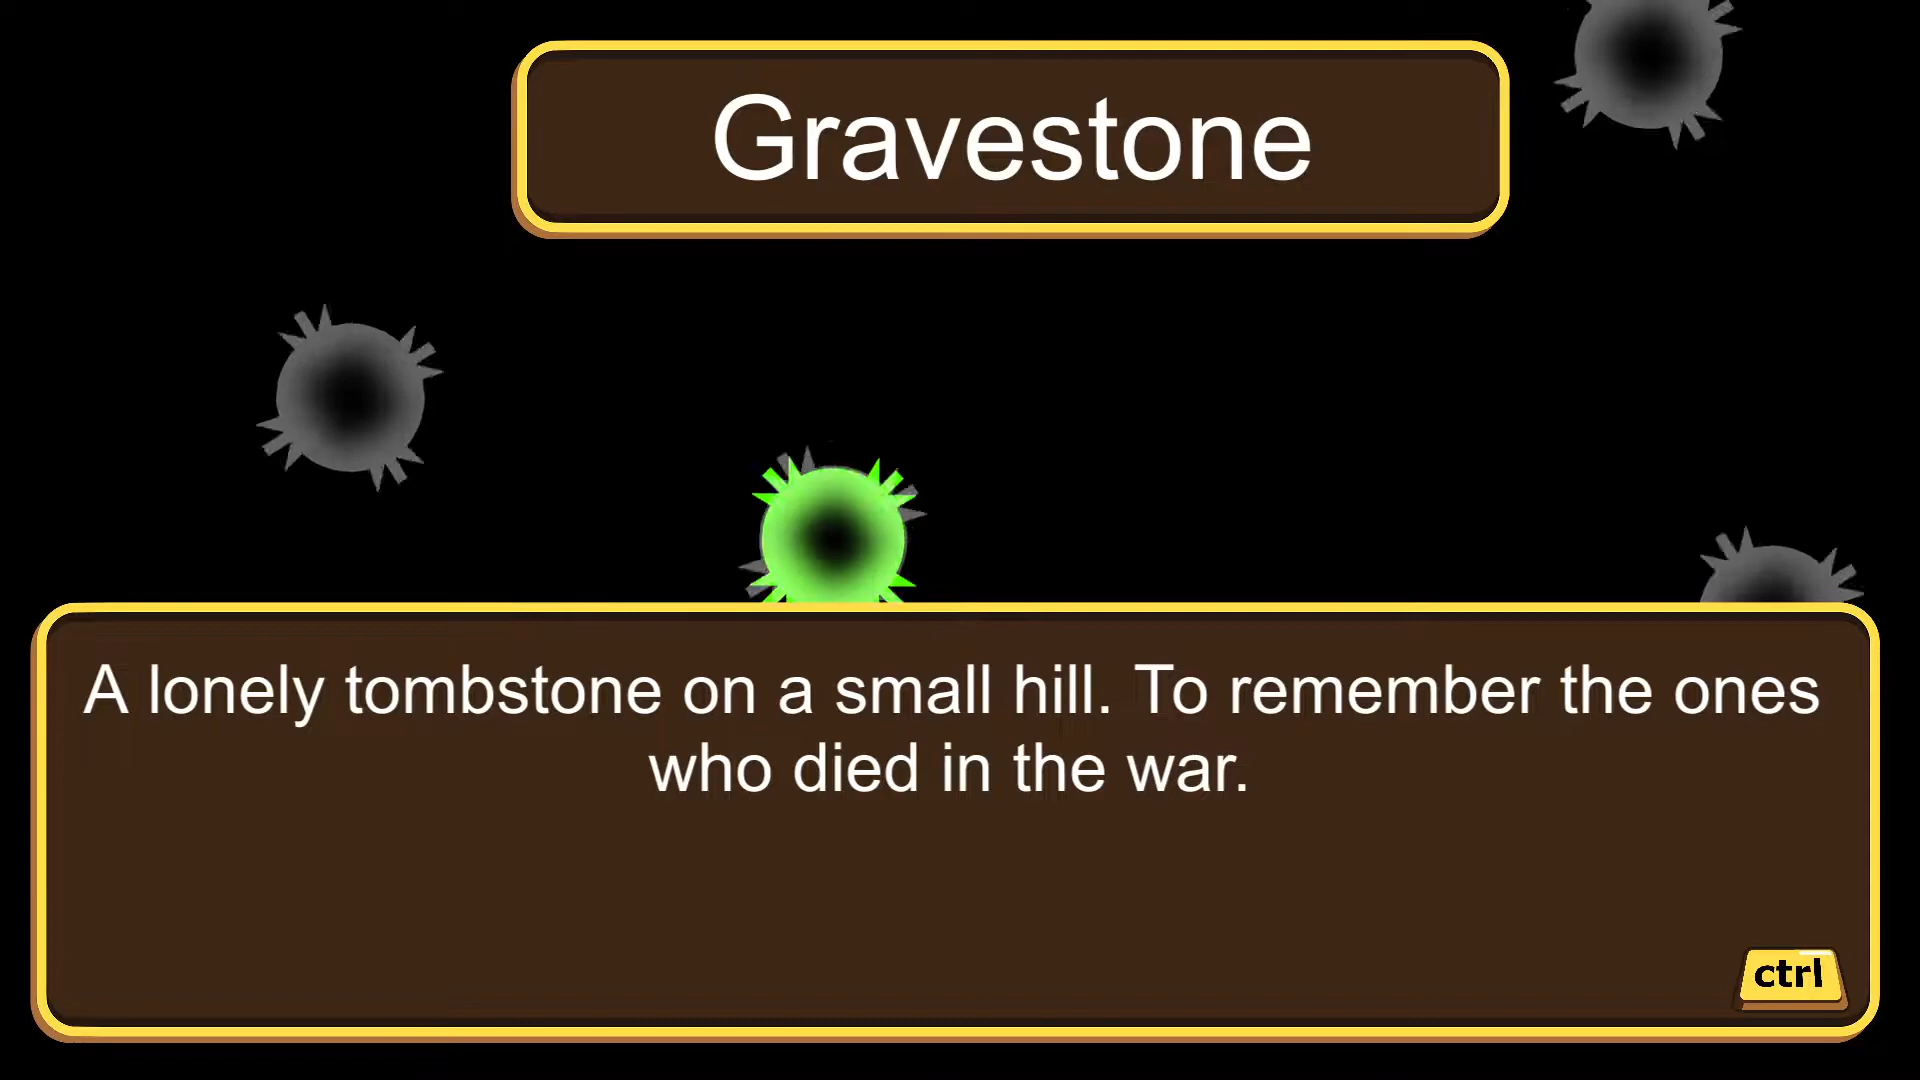 Gravestone
A lonely tombstone on a small hill. To remember the ones
who died in the war.
ctrl